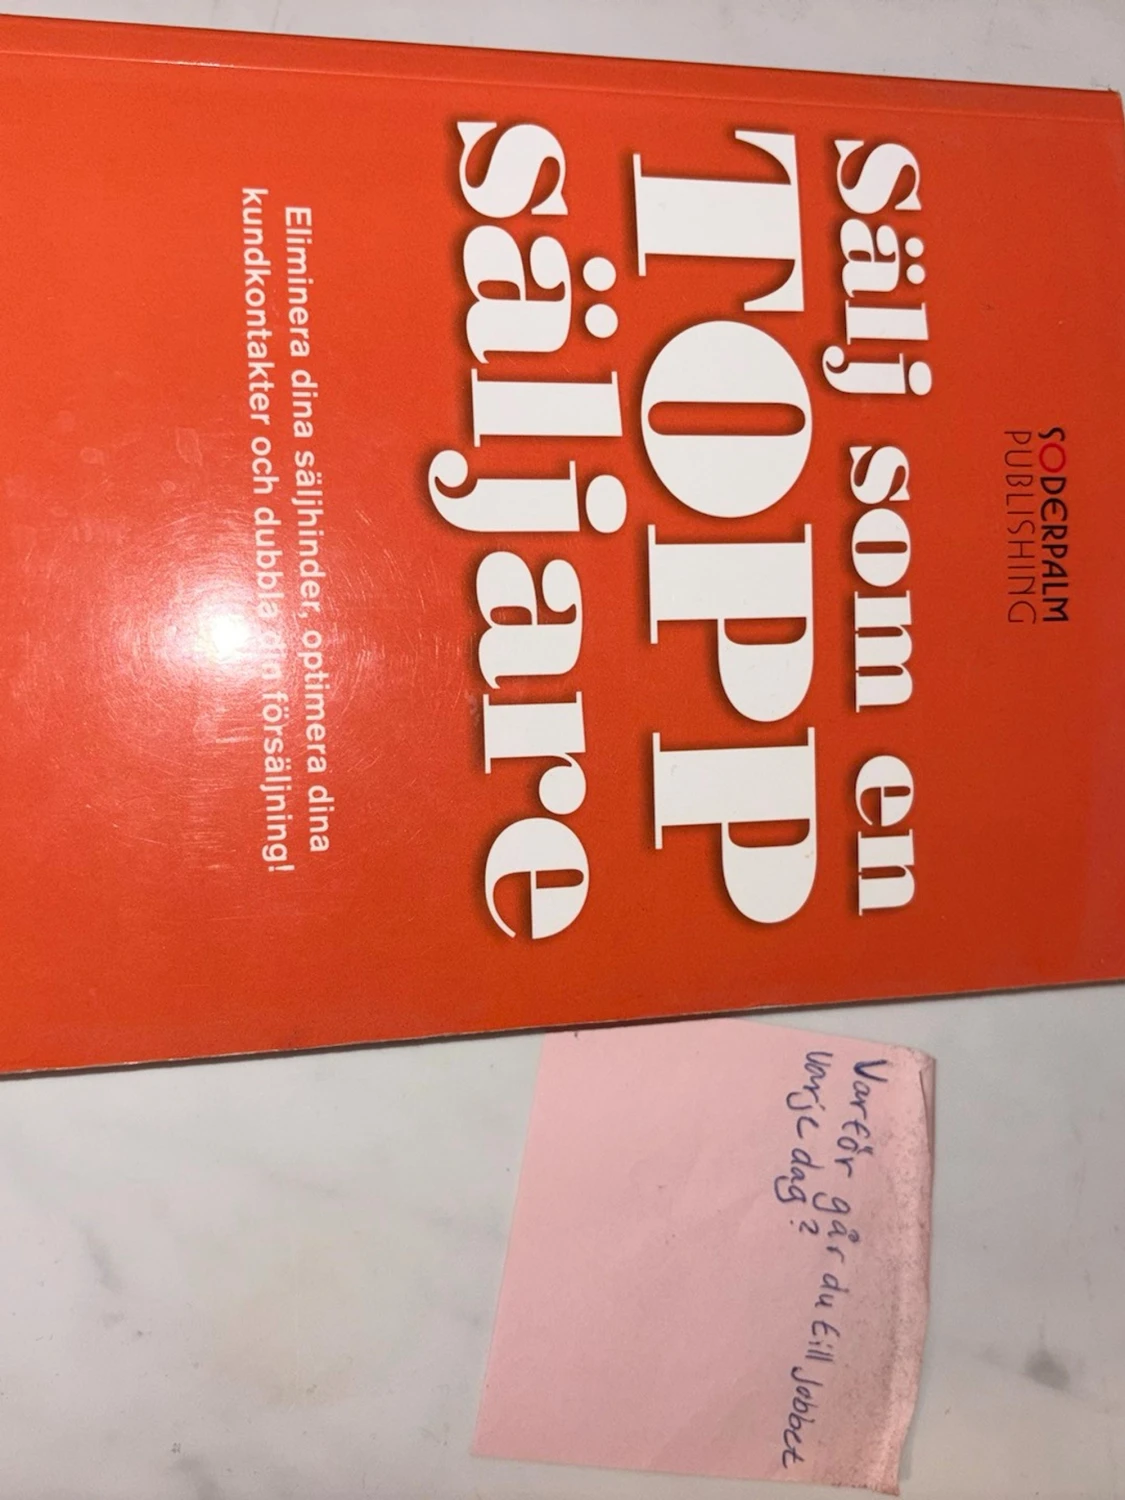 SODERPALM
PUBLISHING
sälj som en
TOPP
säljare
Eliminera dina säljhinder, optimera dina
kundkontakter och dubbla din försäljning!
Varför går du till Jobbet
varje dag?